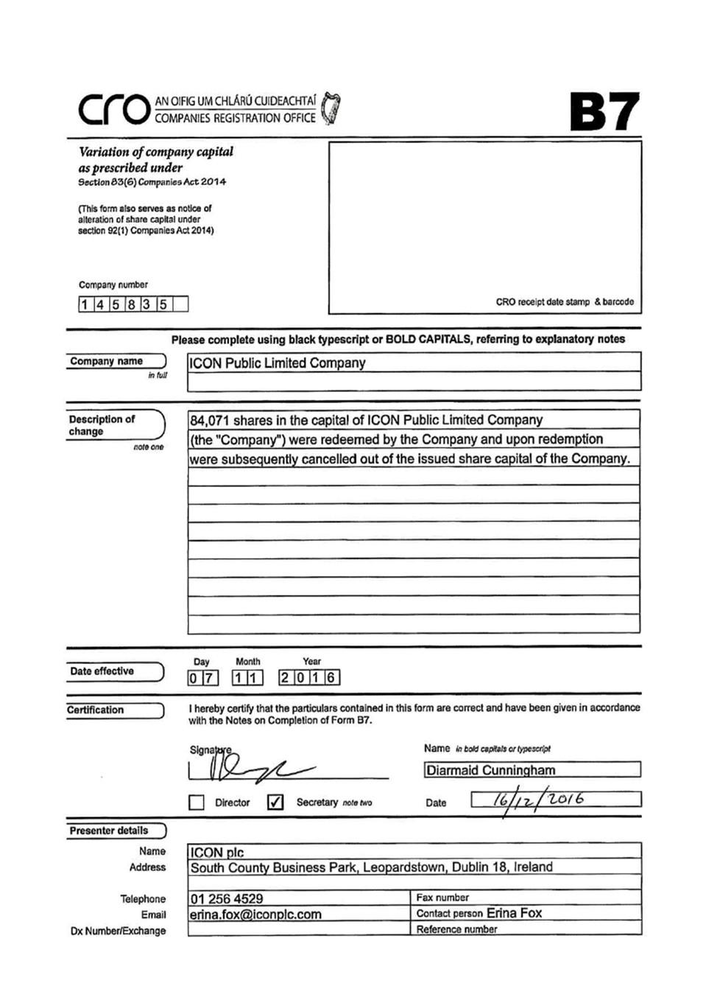 cro AN OIFIG UM CHLÁRÚ CUIDEACHTAÍ
COMPANIES REGISTRATION OFFICE
B7
Variation of company capital
as prescribed under
Section 83(6) Companies Act 2014
(This form also serves as notice of
alteration of share capital under
section 92(1) Companies Act 2014)
Company number
145835
CRO receipt date stamp & barcode
Please complete using black typescript or BOLD CAPITALS, referring to explanatory notes
Company name
in full
ICON Public Limited Company
Description of
change
note one
84,071 shares in the capital of ICON Public Limited Company
(the "Company") were redeemed by the Company and upon redemption
were subsequently cancelled out of the issued share capital of the Company.
Day Month Year
Date effective
07 11 2016
Certification
I hereby certify that the particulars contained in this form are correct and have been given in accordance
with the Notes on Completion of Form B7.
Signature
Name in bold capitals or typescript
Diarmaid Cunningham
Director
Secretary note two
Date 16/12/2016
Presenter details
Name ICON plc
Address South County Business Park, Leopardstown, Dublin 18, Ireland
Telephone 01 256 4529 Fax number
Email erina.fox@iconplc.com Contact person Erina Fox
Dx Number/Exchange Reference number